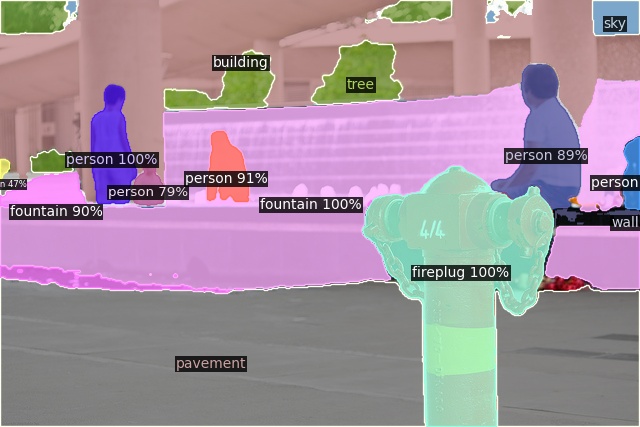 sky
building
tree
person 100%
person 89%
n 47%
person 91%
person
person 79%
fountain 100%
fountain 90%
wall
4/4
fireplug 100%
pavement